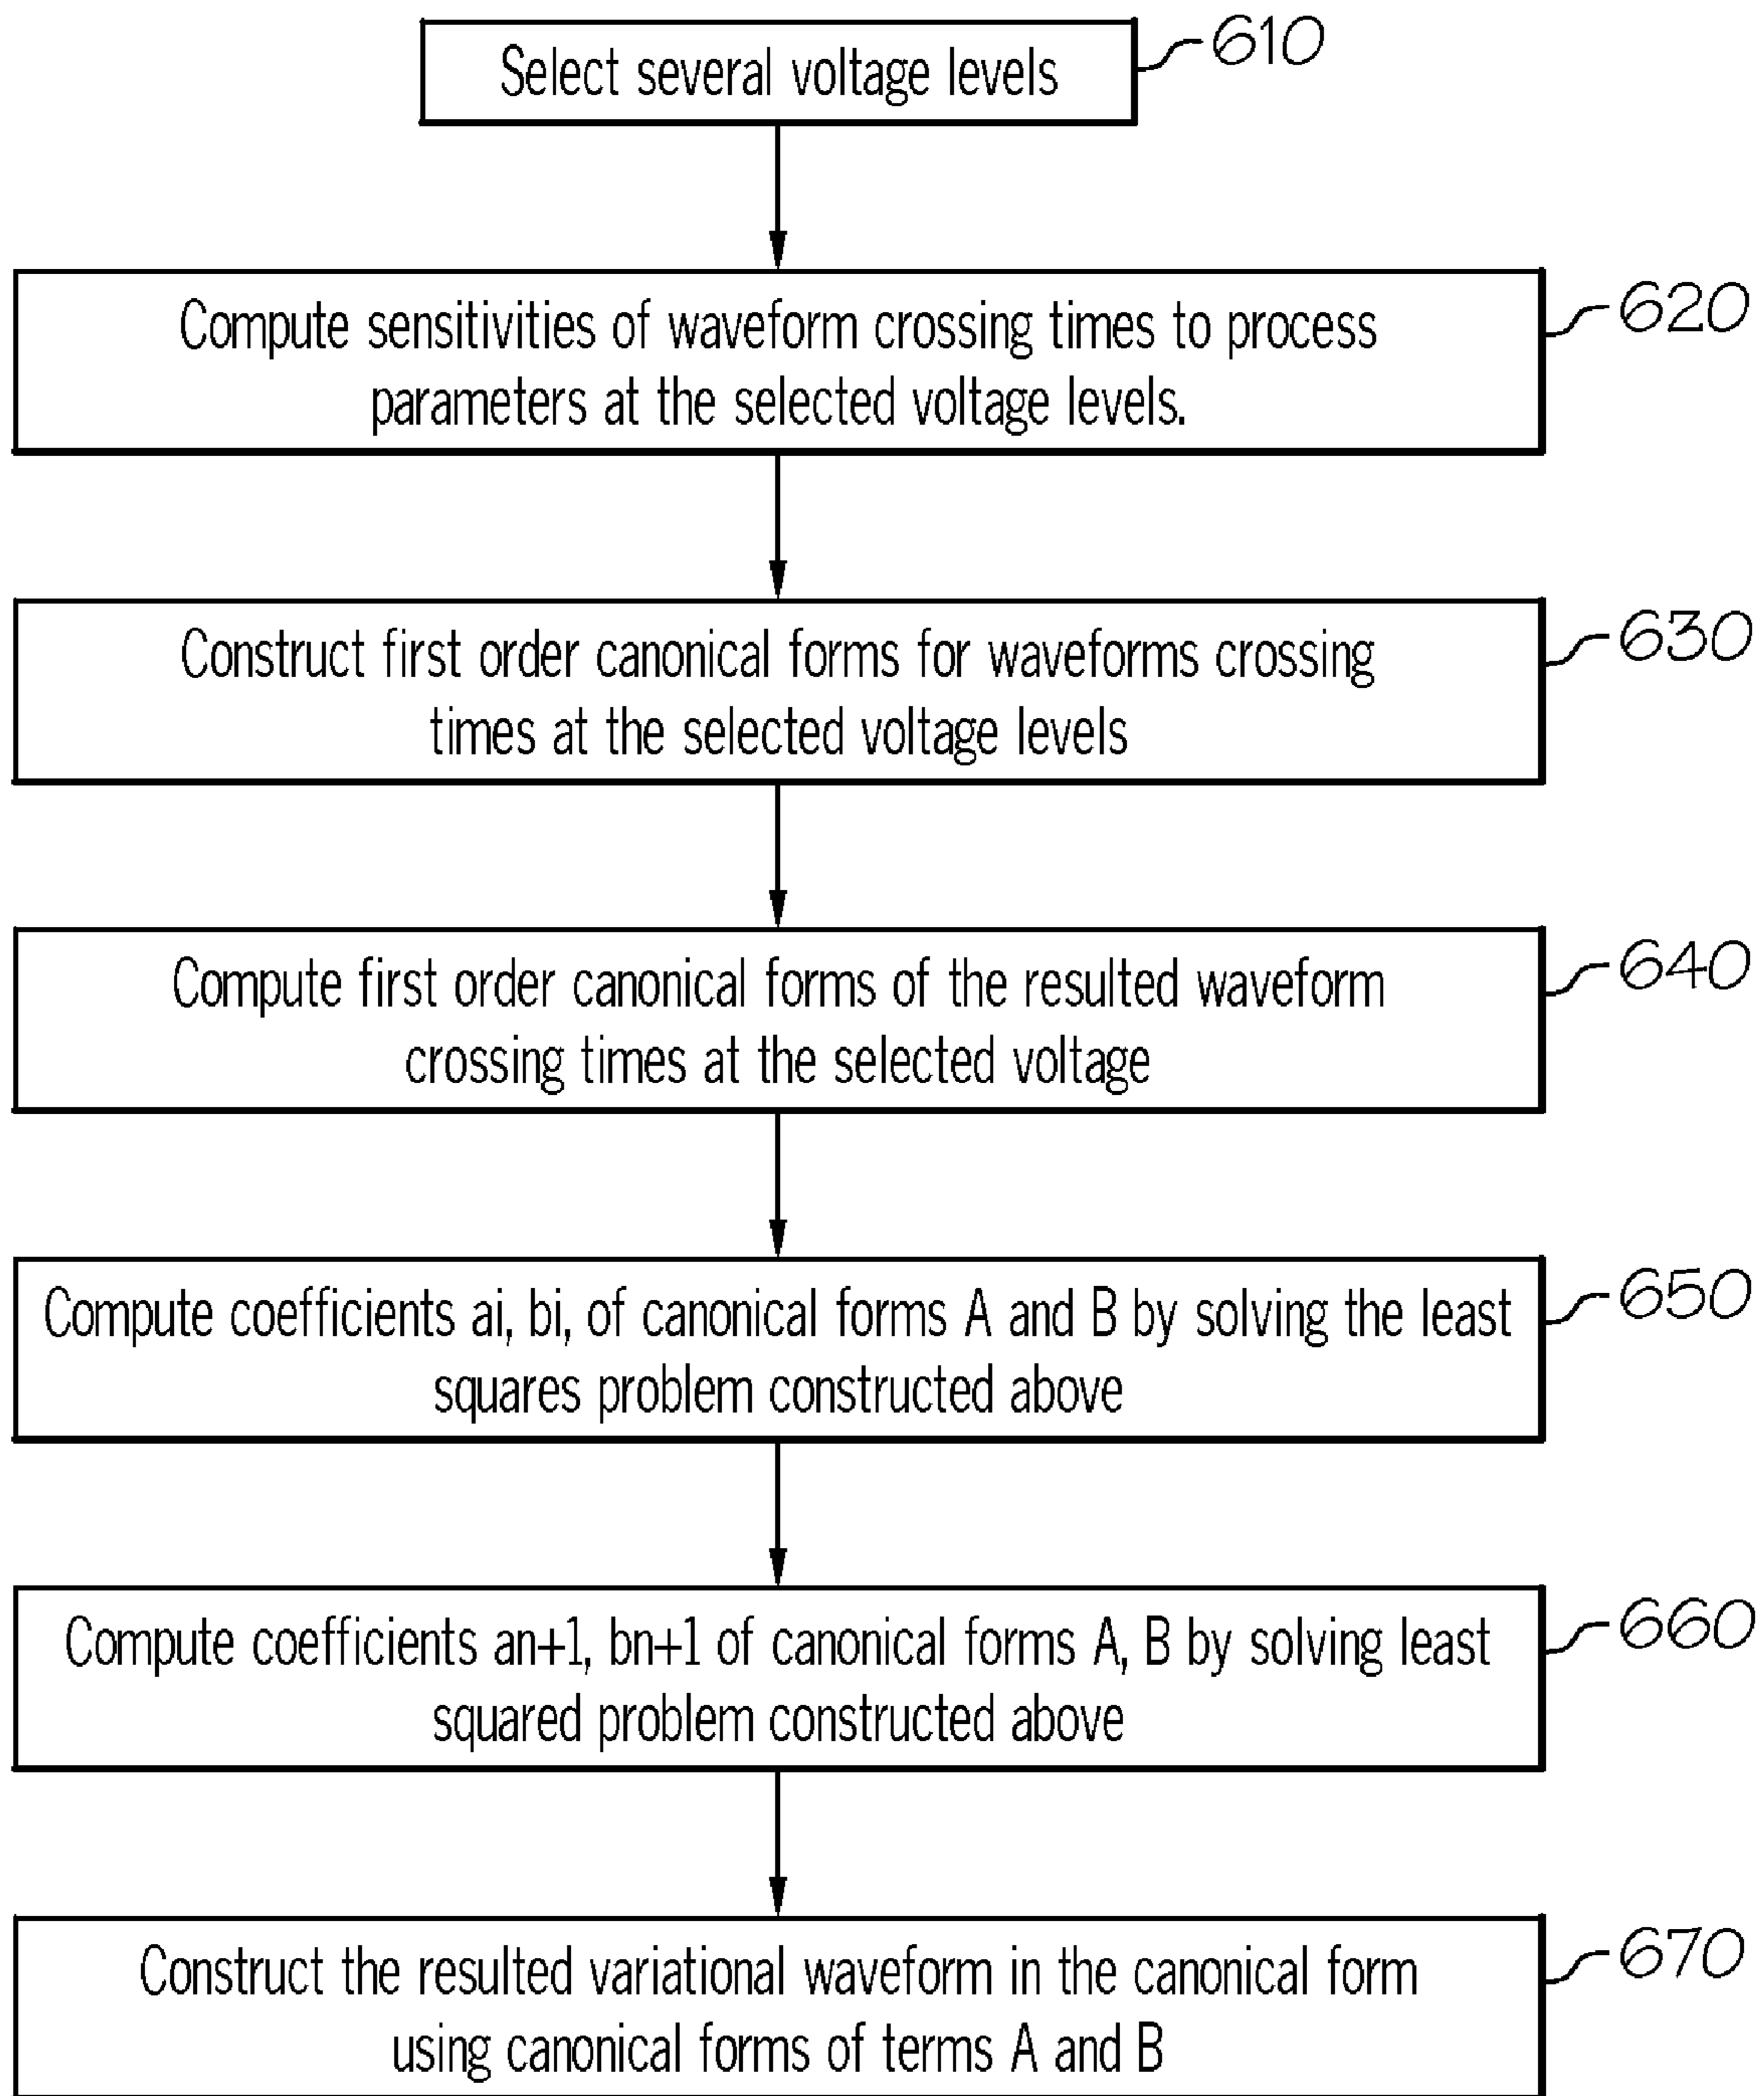 Select several voltage levels
610
Compute sensitivities of waveform crossing times to process
parameters at the selected voltage levels.
620
Construct first order canonical forms for waveforms crossing
times at the selected voltage levels
630
Compute first order canonical forms of the resulted waveform
crossing times at the selected voltage
640
Compute coefficients ai, bi, of canonical forms A and B by solving the least
squares problem constructed above
650
Compute coefficients an+1, bn+1 of canonical forms A, B by solving least
squared problem constructed above
660
Construct the resulted variational waveform in the canonical form
using canonical forms of terms A and B
670